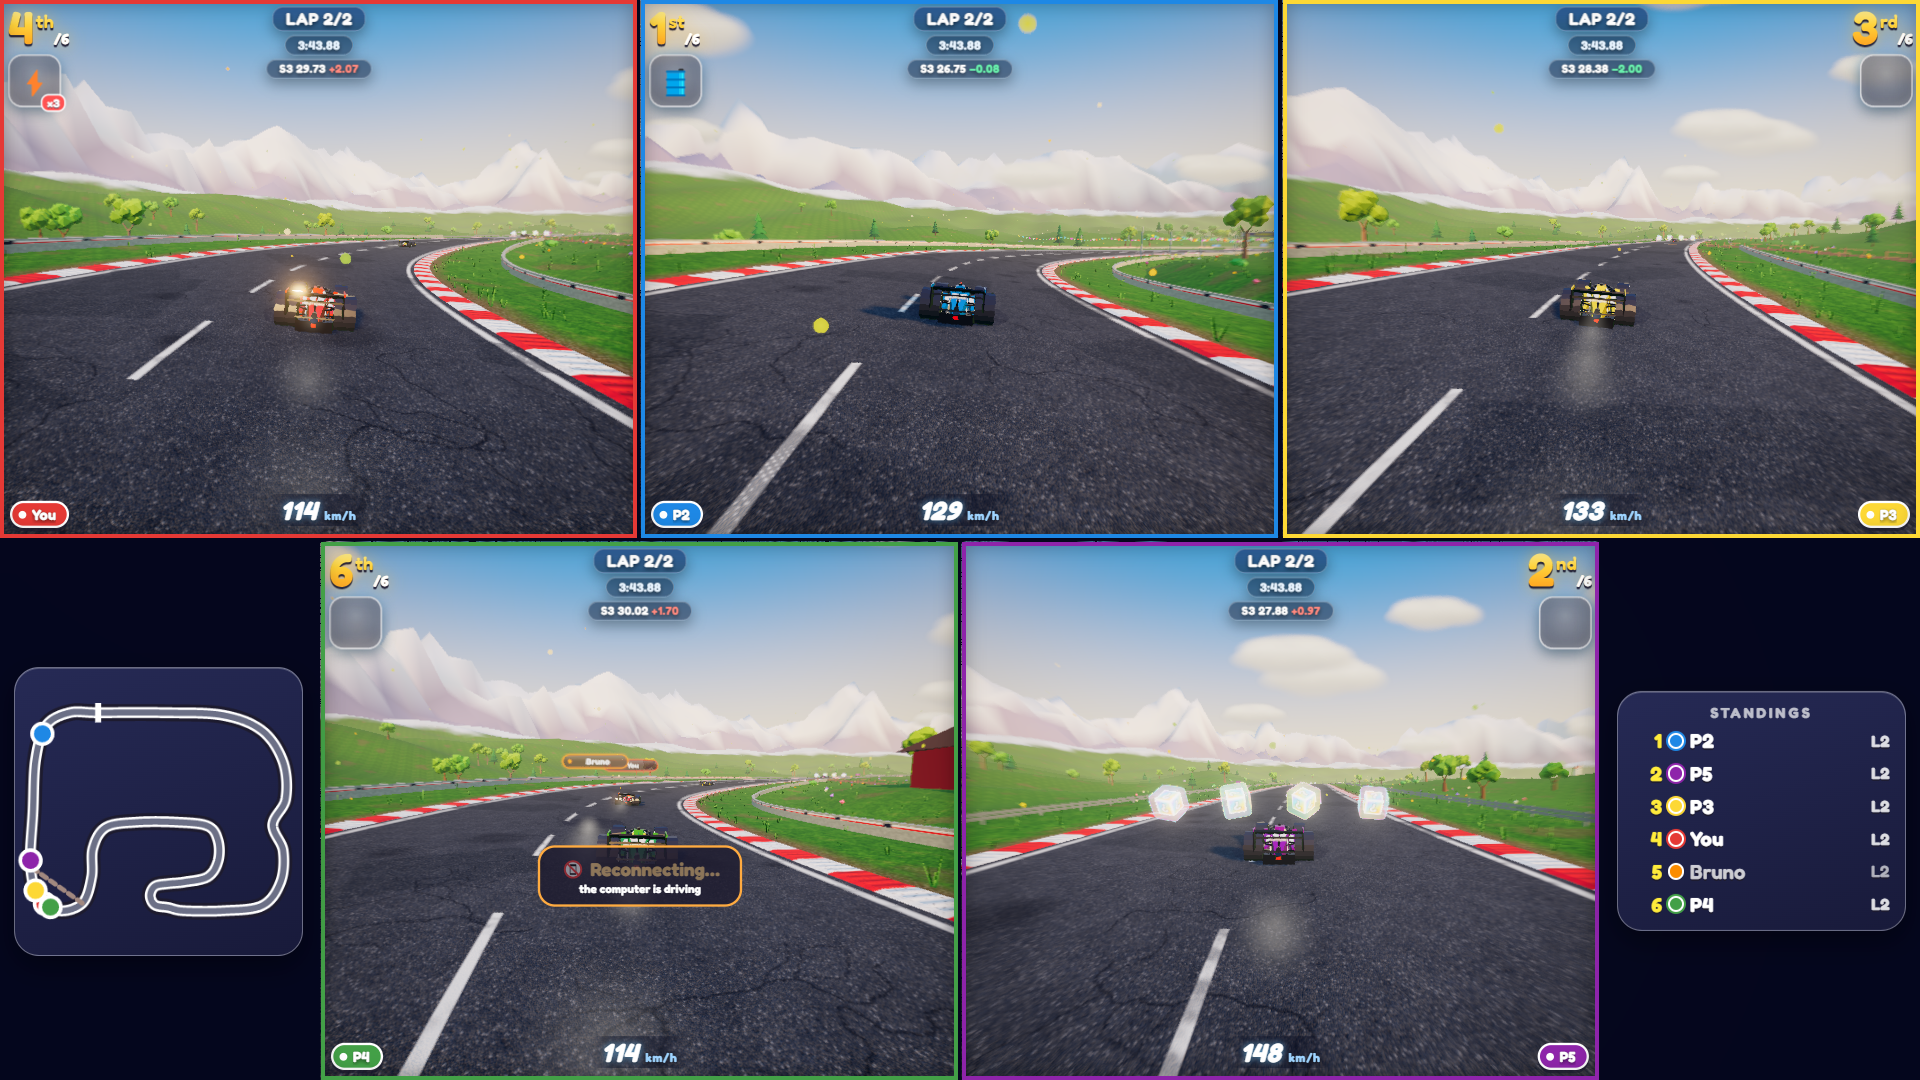 4th/6
LAP 2/2
3:43.88
S3 29.73 +2.07
x3
You
114 km/h
1st/6
LAP 2/2
3:43.88
S3 26.75 -0.08
P2
129 km/h
3rd/6
LAP 2/2
3:43.88
S3 28.38 -2.00
133 km/h
P3
6th/6
LAP 2/2
3:43.88
S3 30.02 +1.70
Bruno
You
Reconnecting...
the computer is driving
P4
114 km/h
2nd/6
LAP 2/2
3:43.88
S3 27.88 +0.97
148 km/h
P5
STANDINGS
1 P2 L2
2 P5 L2
3 P3 L2
4 You L2
5 Bruno L2
6 P4 L2